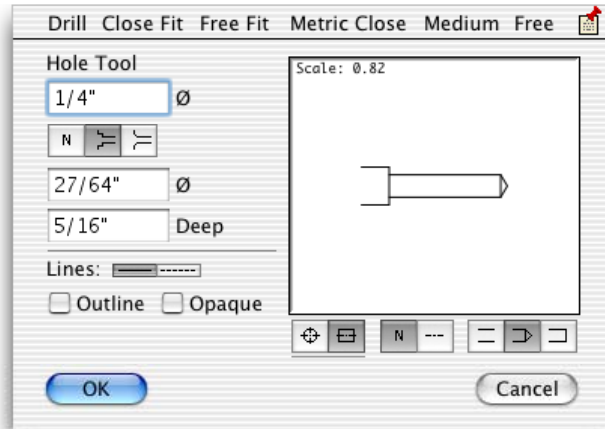 Drill Close Fit Free Fit Metric Close Medium Free
Hole Tool
Scale: 0.82
1/4" Ø
N
27/64" Ø
5/16" Deep
Lines:
Outline Opaque
N
OK Cancel